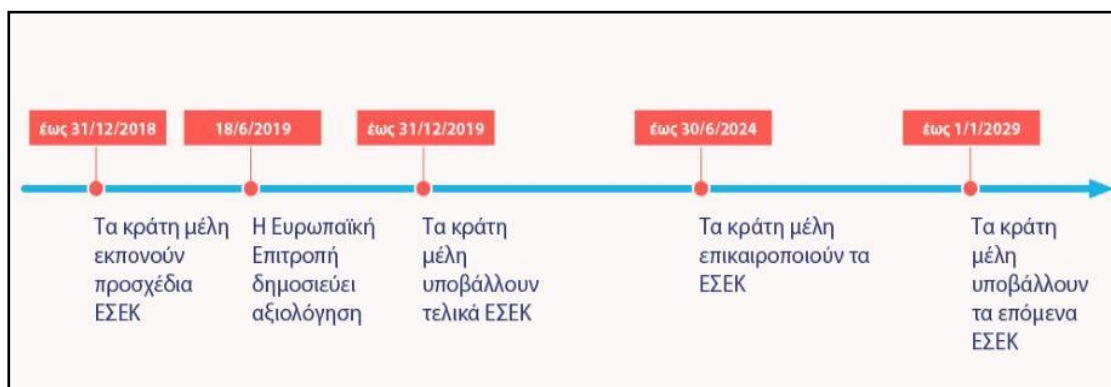 έως 31/12/2018
18/6/2019
έως 31/12/2019
έως 30/6/2024
έως 1/1/2029
Τα κράτη μέλη
εκπονούν
προσχέδια
ΕΣΕΚ
Η Ευρωπαϊκή
Επιτροπή
δημοσιεύει
αξιολόγηση
Τα κράτη
μέλη
υποβάλλουν
τελικά ΕΣΕΚ
Τα κράτη μέλη
επικαιροποιούν τα
ΕΣΕΚ
Τα κράτη
μέλη
υποβάλλουν
τα επόμενα
ΕΣΕΚ